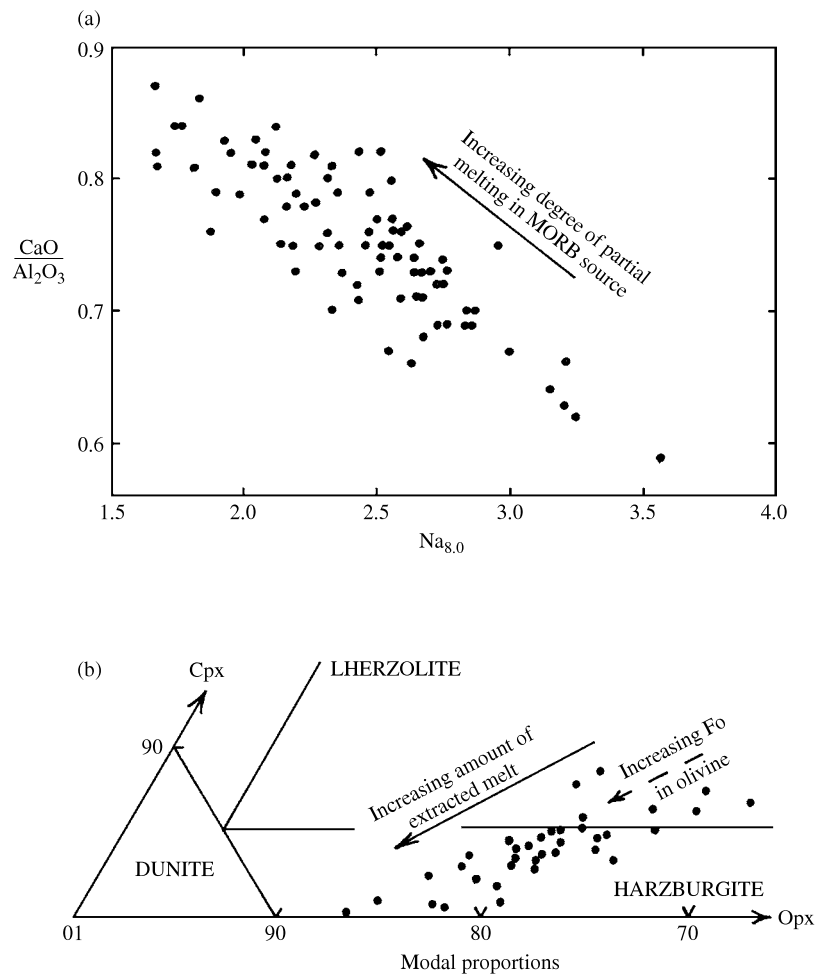 (a)
0.9
0.8
0.7
0.6
CaO
Al2O3
Increasing degree of partial
melting in MORB
source
1.5
2.0
2.5
3.0
3.5
4.0
Na8.0
(b)
Cpx
LHERZOLITE
90
Increasing amount of
extracted melt
Increasing Fo
in olivine
DUNITE
HARZBURGITE
Opx
01
90
80
70
Modal proportions